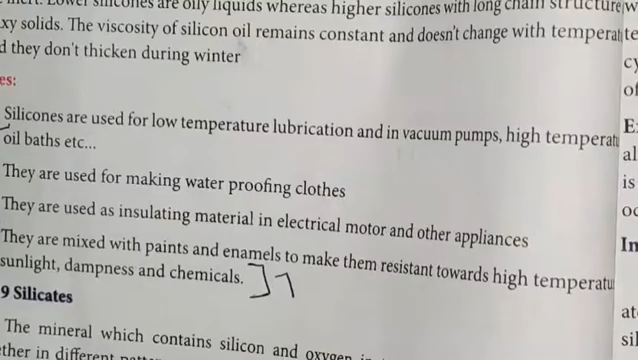 inert. Lower silicones are oily liquids whereas higher silicones with long chain structure
xy solids. The viscosity of silicon oil remains constant and doesn't change with temperat
d they don't thicken during winter
es:
Silicones are used for low temperature lubrication and in vacuum pumps, high temperatu
oil baths etc...
They are used for making water proofing clothes
They are used as insulating material in electrical motor and other appliances
They are mixed with paints and enamels to make them resistant towards high temperatu
sunlight, dampness and chemicals.
9 Silicates
The mineral which contains silicon and oxygen in
ther in different
w
te
cy
of
E
al
is
oc
In
at
sil